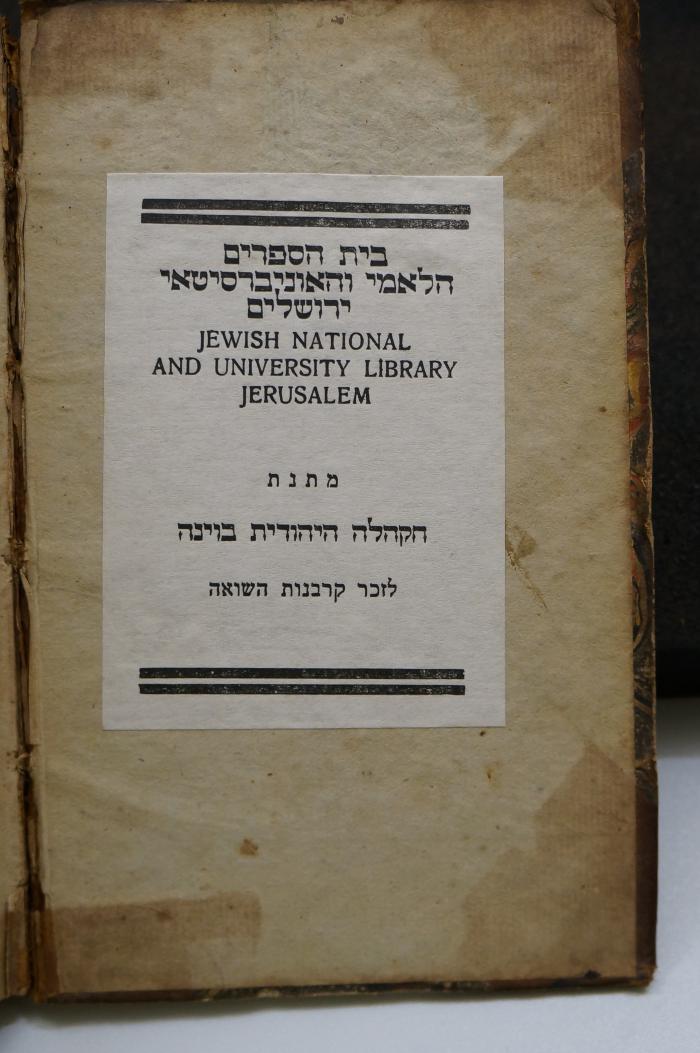 בית הספרים
הלאמי והאוניברסיטאי
ירושלים
JEWISH NATIONAL
AND UNIVERSITY LIBRARY
JERUSALEM
מתנת
הקהלה היהודית בוינה
לזכר קרבנות השואה